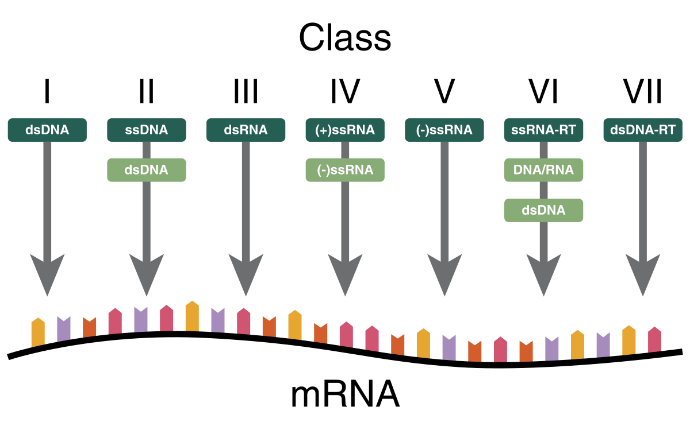 Class
I II III IV V VI VII
dsDNA ssDNA dsRNA (+)ssRNA (-)ssRNA ssRNA-RT dsDNA-RT
dsDNA (-)ssRNA DNA/RNA
dsDNA
mRNA